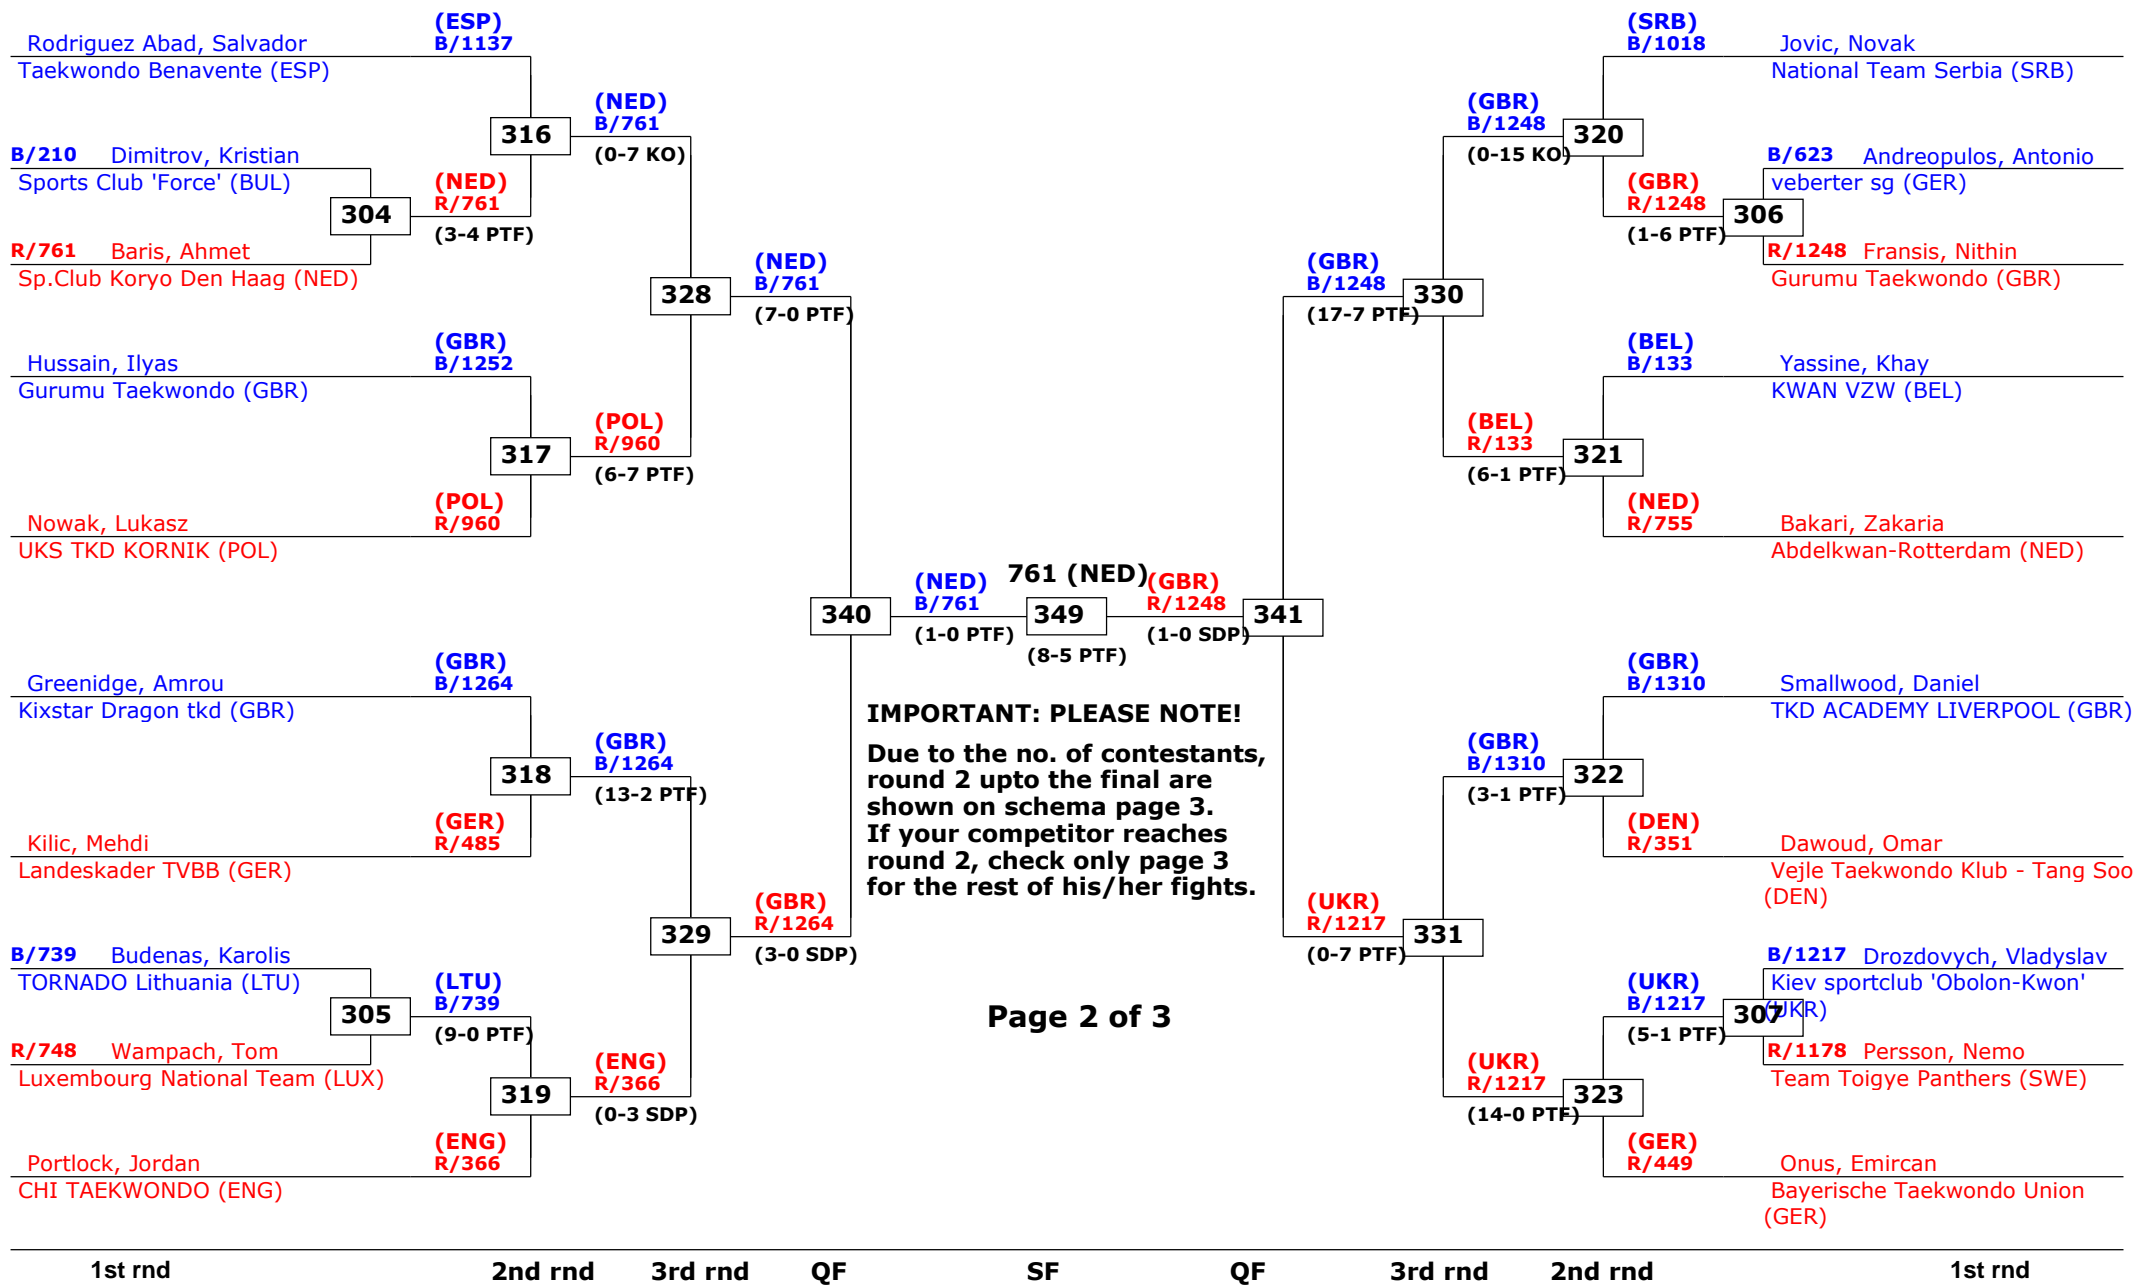 (ESP)
Rodriguez Abad, Salvador B/1137
Taekwondo Benavente (ESP)
(NED)
B/761
316
(0-7 KO)
B/210 Dimitrov, Kristian
Sports Club 'Force' (BUL)
(NED)
304 R/761
(3-4 PTF)
R/761 Baris, Ahmet
Sp.Club Koryo Den Haag (NED)
(NED)
328 B/761
(7-0 PTF)
(GBR)
Hussain, Ilyas B/1252
Gurumu Taekwondo (GBR)
(POL)
R/960
317
(6-7 PTF)
(POL)
Nowak, Lukasz R/960
UKS TKD KORNIK (POL)
(NED)
340 B/761
(1-0 PTF)
761 (NED)
349
(8-5 PTF)
(GBR)
R/1248 341
(1-0 SDP)
(GBR)
Greenidge, Amrou B/1264
Kixstar Dragon tkd (GBR)
(GBR)
B/1264
318
(13-2 PTF)
(GER)
Kilic, Mehdi R/485
Landeskader TVBB (GER)
(GBR)
R/1264
329
(3-0 SDP)
B/739 Budenas, Karolis
TORNADO Lithuania (LTU)
(LTU)
B/739
305
(9-0 PTF)
R/748 Wampach, Tom
Luxembourg National Team (LUX)
(ENG)
R/366
319
(0-3 SDP)
(ENG)
Portlock, Jordan R/366
CHI TAEKWONDO (ENG)
IMPORTANT: PLEASE NOTE!
Due to the no. of contestants,
round 2 upto the final are
shown on schema page 3.
If your competitor reaches
round 2, check only page 3
for the rest of his/her fights.
Page 2 of 3
(SRB)
B/1018 Jovic, Novak
National Team Serbia (SRB)
(GBR)
B/1248 320
(0-15 KO)
B/623 Andreopulos, Antonio
veberter sg (GER)
(GBR)
R/1248 306
(1-6 PTF)
R/1248 Fransis, Nithin
Gurumu Taekwondo (GBR)
(GBR)
B/1248 330
(17-7 PTF)
(BEL)
B/133 Yassine, Khay
KWAN VZW (BEL)
(BEL)
R/133 321
(6-1 PTF)
(NED)
R/755 Bakari, Zakaria
Abdelkwan-Rotterdam (NED)
(GBR)
B/1310 Smallwood, Daniel
TKD ACADEMY LIVERPOOL (GBR)
(GBR)
B/1310 322
(3-1 PTF)
(DEN)
R/351 Dawoud, Omar
Vejle Taekwondo Klub - Tang Soo
(DEN)
(UKR)
R/1217 331
(0-7 PTF)
B/1217 Drozdovych, Vladyslav
Kiev sportclub 'Obolon-Kwon'
(UKR)
(UKR)
B/1217 307
(5-1 PTF)
R/1178 Persson, Nemo
Team Toigye Panthers (SWE)
(UKR)
R/1217 323
(14-0 PTF)
(GER)
R/449 Onus, Emircan
Bayerische Taekwondo Union
(GER)
1st rnd 2nd rnd 3rd rnd QF SF QF 3rd rnd 2nd rnd 1st rnd